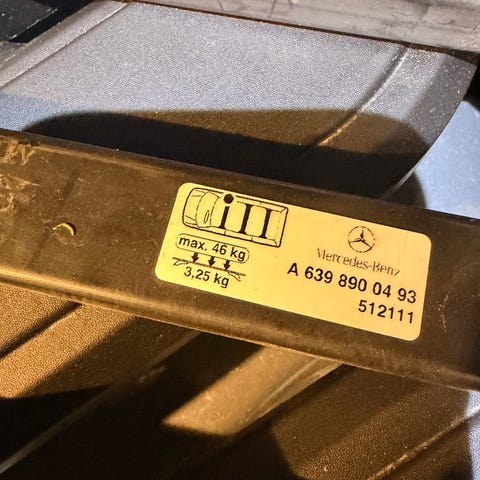 i
max. 46 kg
3,25 kg
Mercedes-Benz
A 639 890 04 93
512111